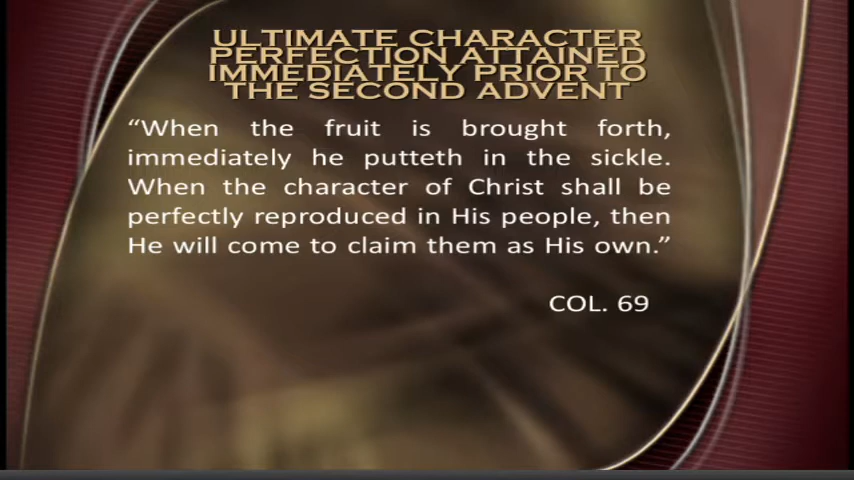 ULTIMATE CHARACTER
PERFECTION ATTAINED
IMMEDIATELY PRIOR TO
THE SECOND ADVENT
“When the fruit is brought forth,
immediately he putteth in the sickle.
When the character of Christ shall be
perfectly reproduced in His people, then
He will come to claim them as His own.”
COL. 69